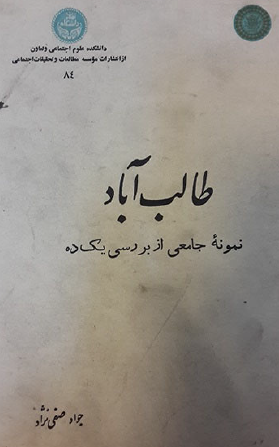 دانشکده علوم اجتماعی وتعاون
ازانتشارات مؤسسه مطالعات وتحقیقات اجتماعی
۸۴
طالب‌آباد
نمونهٔ جامعی از بررسی یک ده
جواد صفی‌نژاد